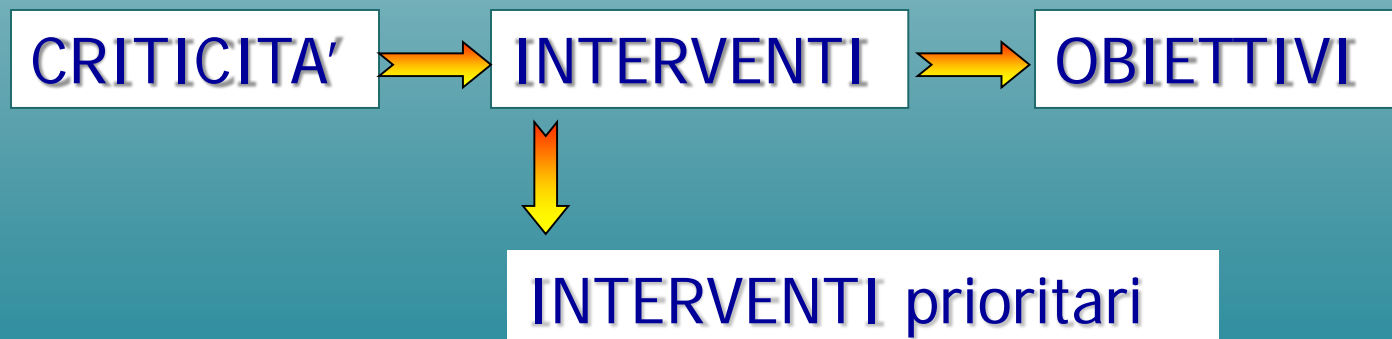 CRITICITA' INTERVENTI OBIETTIVI
INTERVENTI prioritari